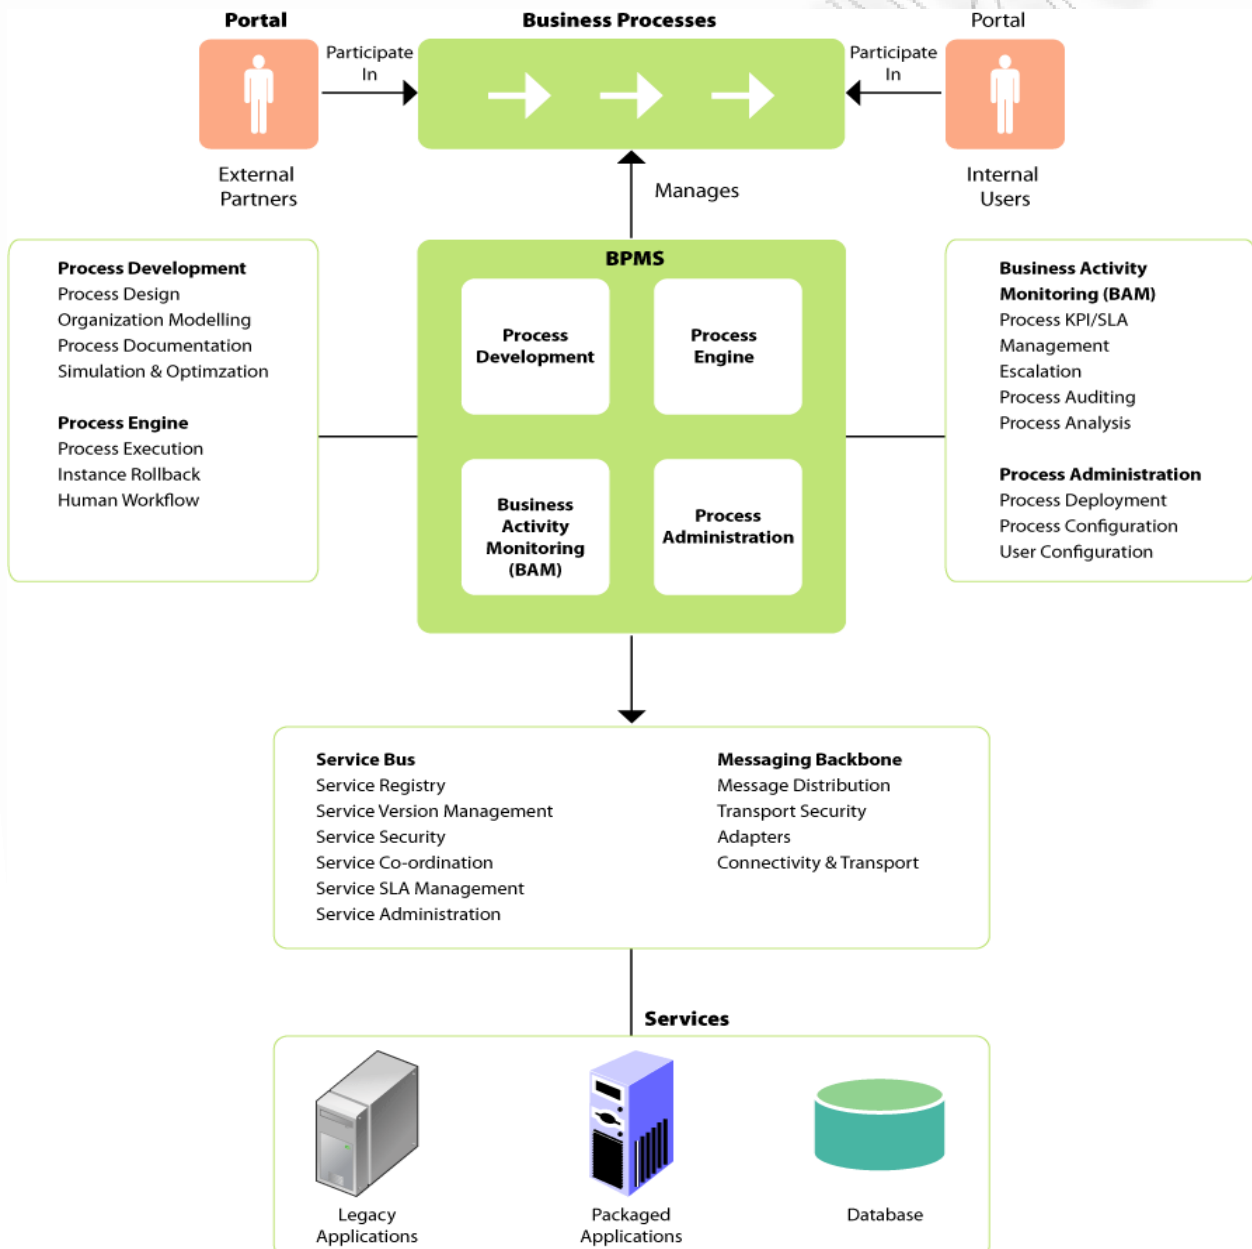 Portal
Business Processes
Portal
Participate
In
Participate
In
External
Partners
Manages
Internal
Users
Process Development
Process Design
Organization Modelling
Process Documentation
Simulation & Optimzation
Process Engine
Process Execution
Instance Rollback
Human Workflow
BPMS
Process
Development
Process
Engine
Business
Activity
Monitoring
(BAM)
Process
Administration
Business Activity
Monitoring (BAM)
Process KPI/SLA
Management
Escalation
Process Auditing
Process Analysis
Process Administration
Process Deployment
Process Configuration
User Configuration
Service Bus
Service Registry
Service Version Management
Service Security
Service Co-ordination
Service SLA Management
Service Administration
Messaging Backbone
Message Distribution
Transport Security
Adapters
Connectivity & Transport
Services
Legacy
Applications
Packaged
Applications
Database